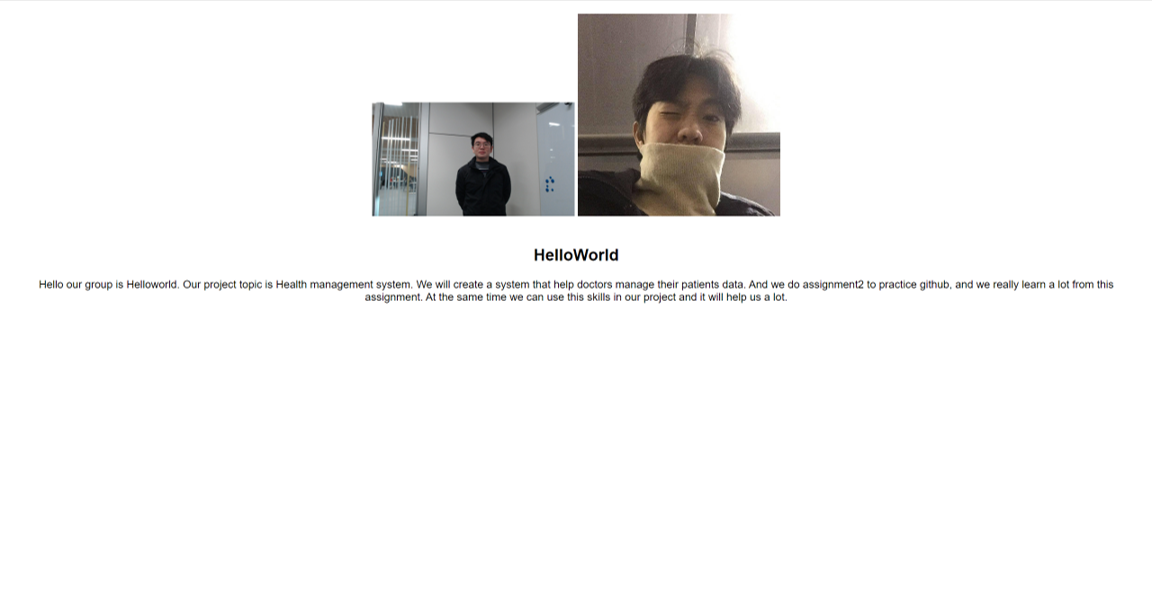 HelloWorld
Hello our group is Helloworld. Our project topic is Health management system. We will create a system that help doctors manage their patients data. And we do assignment2 to practice github, and we really learn a lot from this
assignment. At the same time we can use this skills in our project and it will help us a lot.